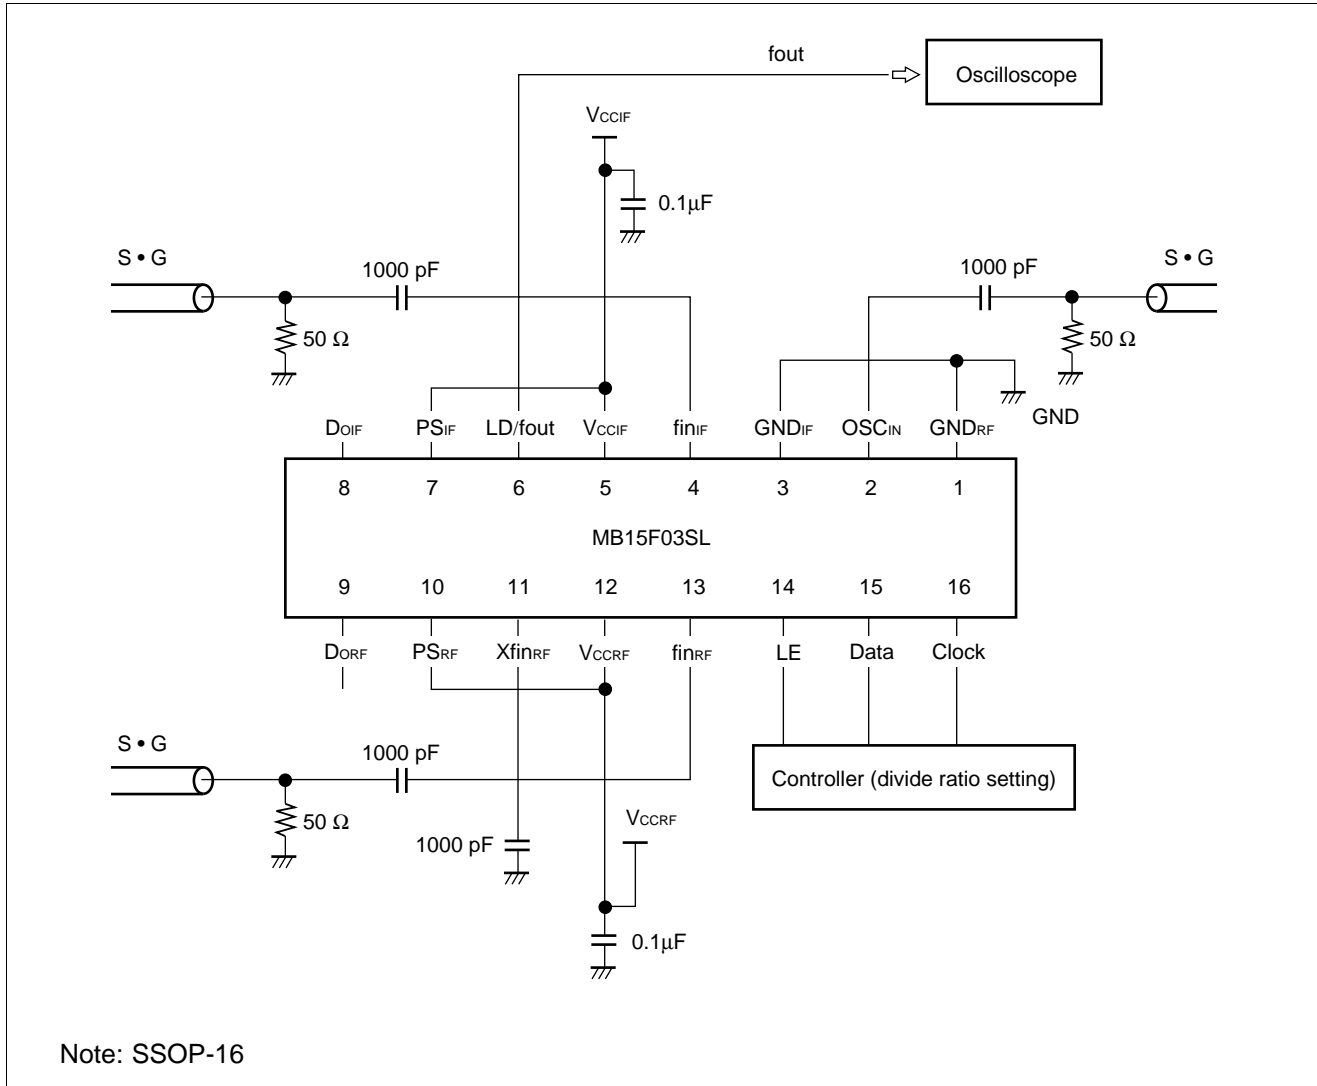 fout
Oscilloscope
VCCIF
0.1μF
S • G
1000 pF
50 Ω
1000 pF
S • G
50 Ω
GND
DOIF PSIF LD/fout VCCIF finIF GNDIF OSCIN GNDRF
8 7 6 5 4 3 2 1
MB15F03SL
9 10 11 12 13 14 15 16
DORF PSRF XfinRF VCCRF finRF LE Data Clock
S • G
1000 pF
50 Ω
1000 pF
VCCRF
0.1μF
Controller (divide ratio setting)
Note: SSOP-16